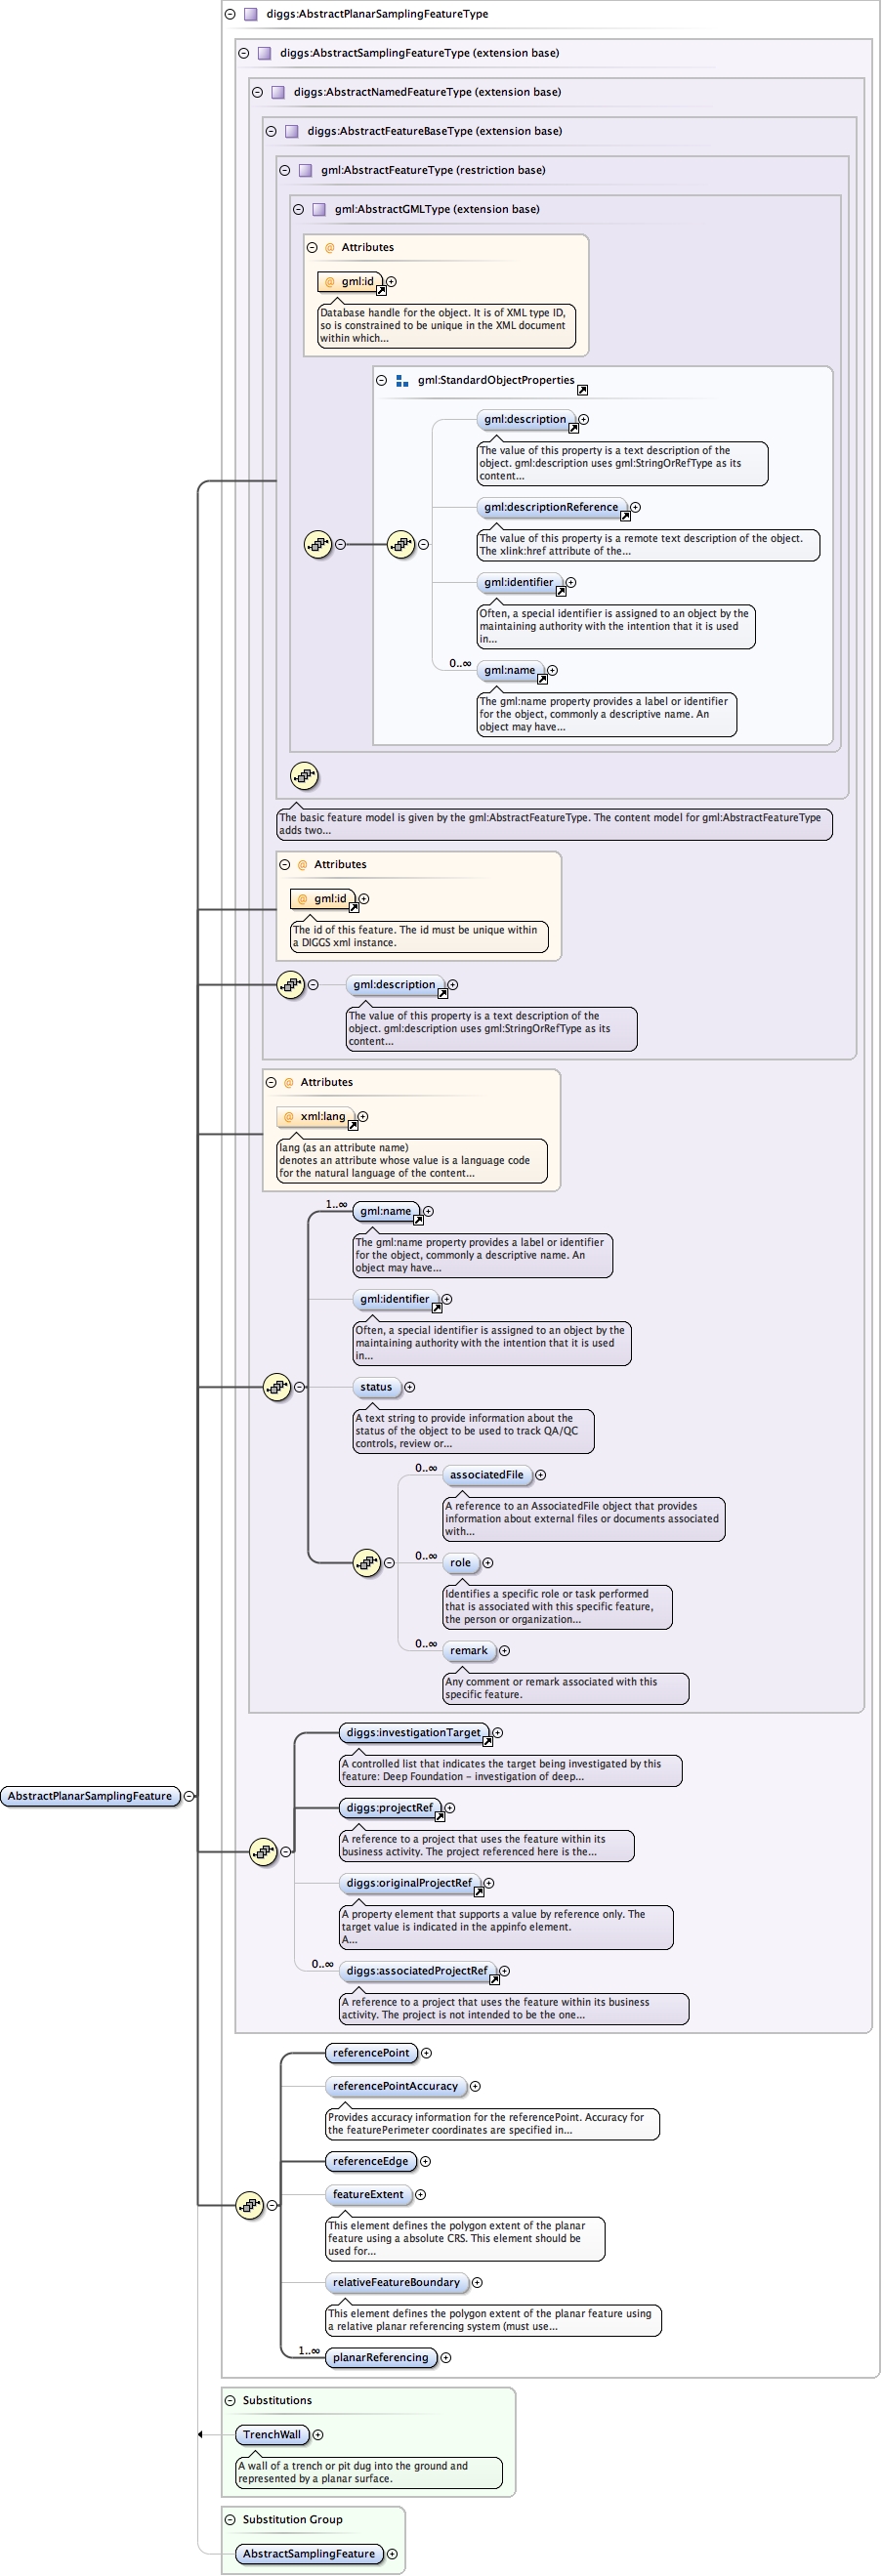 diggs:AbstractPlanarSamplingFeatureType
diggs:AbstractSamplingFeatureType (extension base)
diggs:AbstractNamedFeatureType (extension base)
diggs:AbstractFeatureBaseType (extension base)
gml:AbstractFeatureType (restriction base)
gml:AbstractGMLType (extension base)
@ Attributes
@ gml:id
Database handle for the object. It is of XML type ID,
so is constrained to be unique in the XML document
within which...
gml:StandardObjectProperties
gml:description
The value of this property is a text description of the
object. gml:description uses gml:StringOrRefType as its
content...
gml:descriptionReference
The value of this property is a remote text description of the object.
The xlink:href attribute of the...
gml:identifier
Often, a special identifier is assigned to an object by the
maintaining authority with the intention that it is used
in...
0..∞ gml:name
The gml:name property provides a label or identifier
for the object, commonly a descriptive name. An
object may have...
The basic feature model is given by the gml:AbstractFeatureType. The content model for gml:AbstractFeatureType
adds two...
@ Attributes
@ gml:id
The id of this feature. The id must be unique within
a DIGGS xml instance.
gml:description
The value of this property is a text description of the
object. gml:description uses gml:StringOrRefType as its
content...
@ Attributes
@ xml:lang
lang (as an attribute name)
denotes an attribute whose value is a language code
for the natural language of the content...
1..∞ gml:name
The gml:name property provides a label or identifier
for the object, commonly a descriptive name. An
object may have...
gml:identifier
Often, a special identifier is assigned to an object by the
maintaining authority with the intention that it is used
in...
status
A text string to provide information about the
status of the object to be used to track QA/QC
controls, review or...
0..∞ associatedFile
A reference to an AssociatedFile object that provides
information about external files or documents associated
with...
0..∞ role
Identifies a specific role or task performed
that is associated with this specific feature,
the person or organization...
0..∞ remark
Any comment or remark associated with this
specific feature.
diggs:investigationTarget
A controlled list that indicates the target being investigated by this
feature: Deep Foundation - investigation of deep...
AbstractPlanarSamplingFeature
diggs:projectRef
A reference to a project that uses the feature within its
business activity. The project referenced here is the...
diggs:originalProjectRef
A property element that supports a value by reference only. The
target value is indicated in the appinfo element.
A...
0..∞ diggs:associatedProjectRef
A reference to a project that uses the feature within its business
activity. The project is not intended to be the one...
referencePoint
referencePointAccuracy
Provides accuracy information for the referencePoint. Accuracy for
the featurePerimeter coordinates are specified in...
referenceEdge
featureExtent
This element defines the polygon extent of the planar
feature using a absolute CRS. This element should be
used for...
relativeFeatureBoundary
This element defines the polygon extent of the planar feature using
a relative planar referencing system (must use...
1..∞ planarReferencing
Substitutions
TrenchWall
A wall of a trench or pit dug into the ground and
represented by a planar surface.
Substitution Group
AbstractSamplingFeature